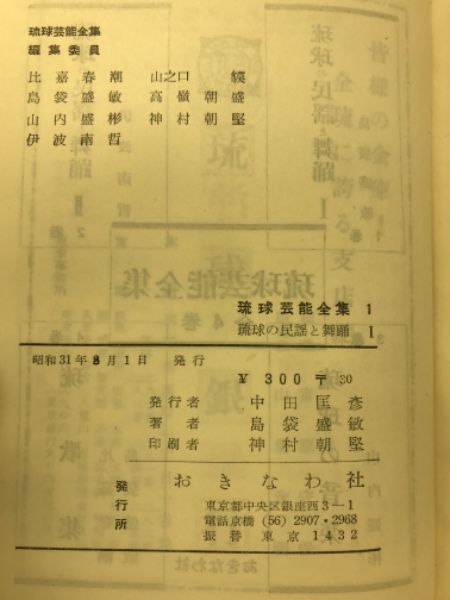 琉球芸能全集
編集委員
比嘉春潮 山之口貘
島袋盛敏 高嶺朝盛
山内盛彬 神村朝堅
伊波南哲
琉球芸能全集 1
琉球の民謡と舞踊 I
昭和31年8月1日 発行
¥300 〒30
発行者 中田匡彦
著者 島袋盛敏
印刷者 神村朝堅
発行所
おきなわ社
東京都中央区銀座西3-1
電話京橋 (56) 2907・2968
振替東京1432